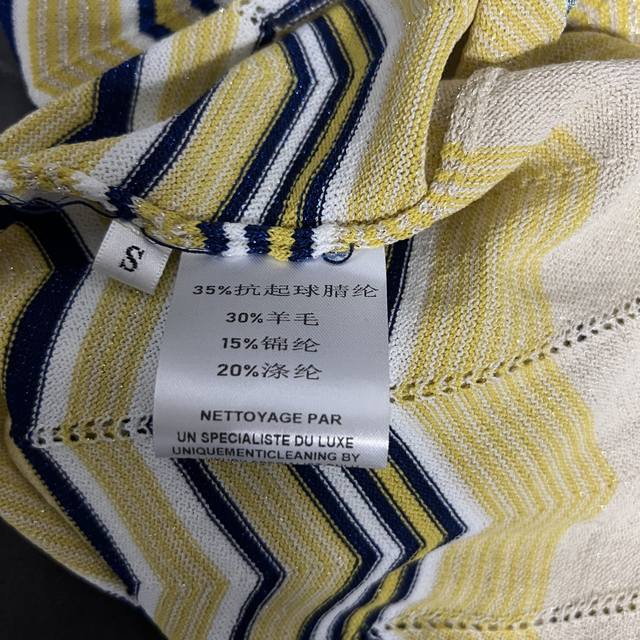 S
35%抗起球腈纶
30%羊毛
15%锦纶
20%涤纶
NETTOYAGE PAR
UN SPECIALISTE DU LUXE
UNIQUEMENTICLEANING BY